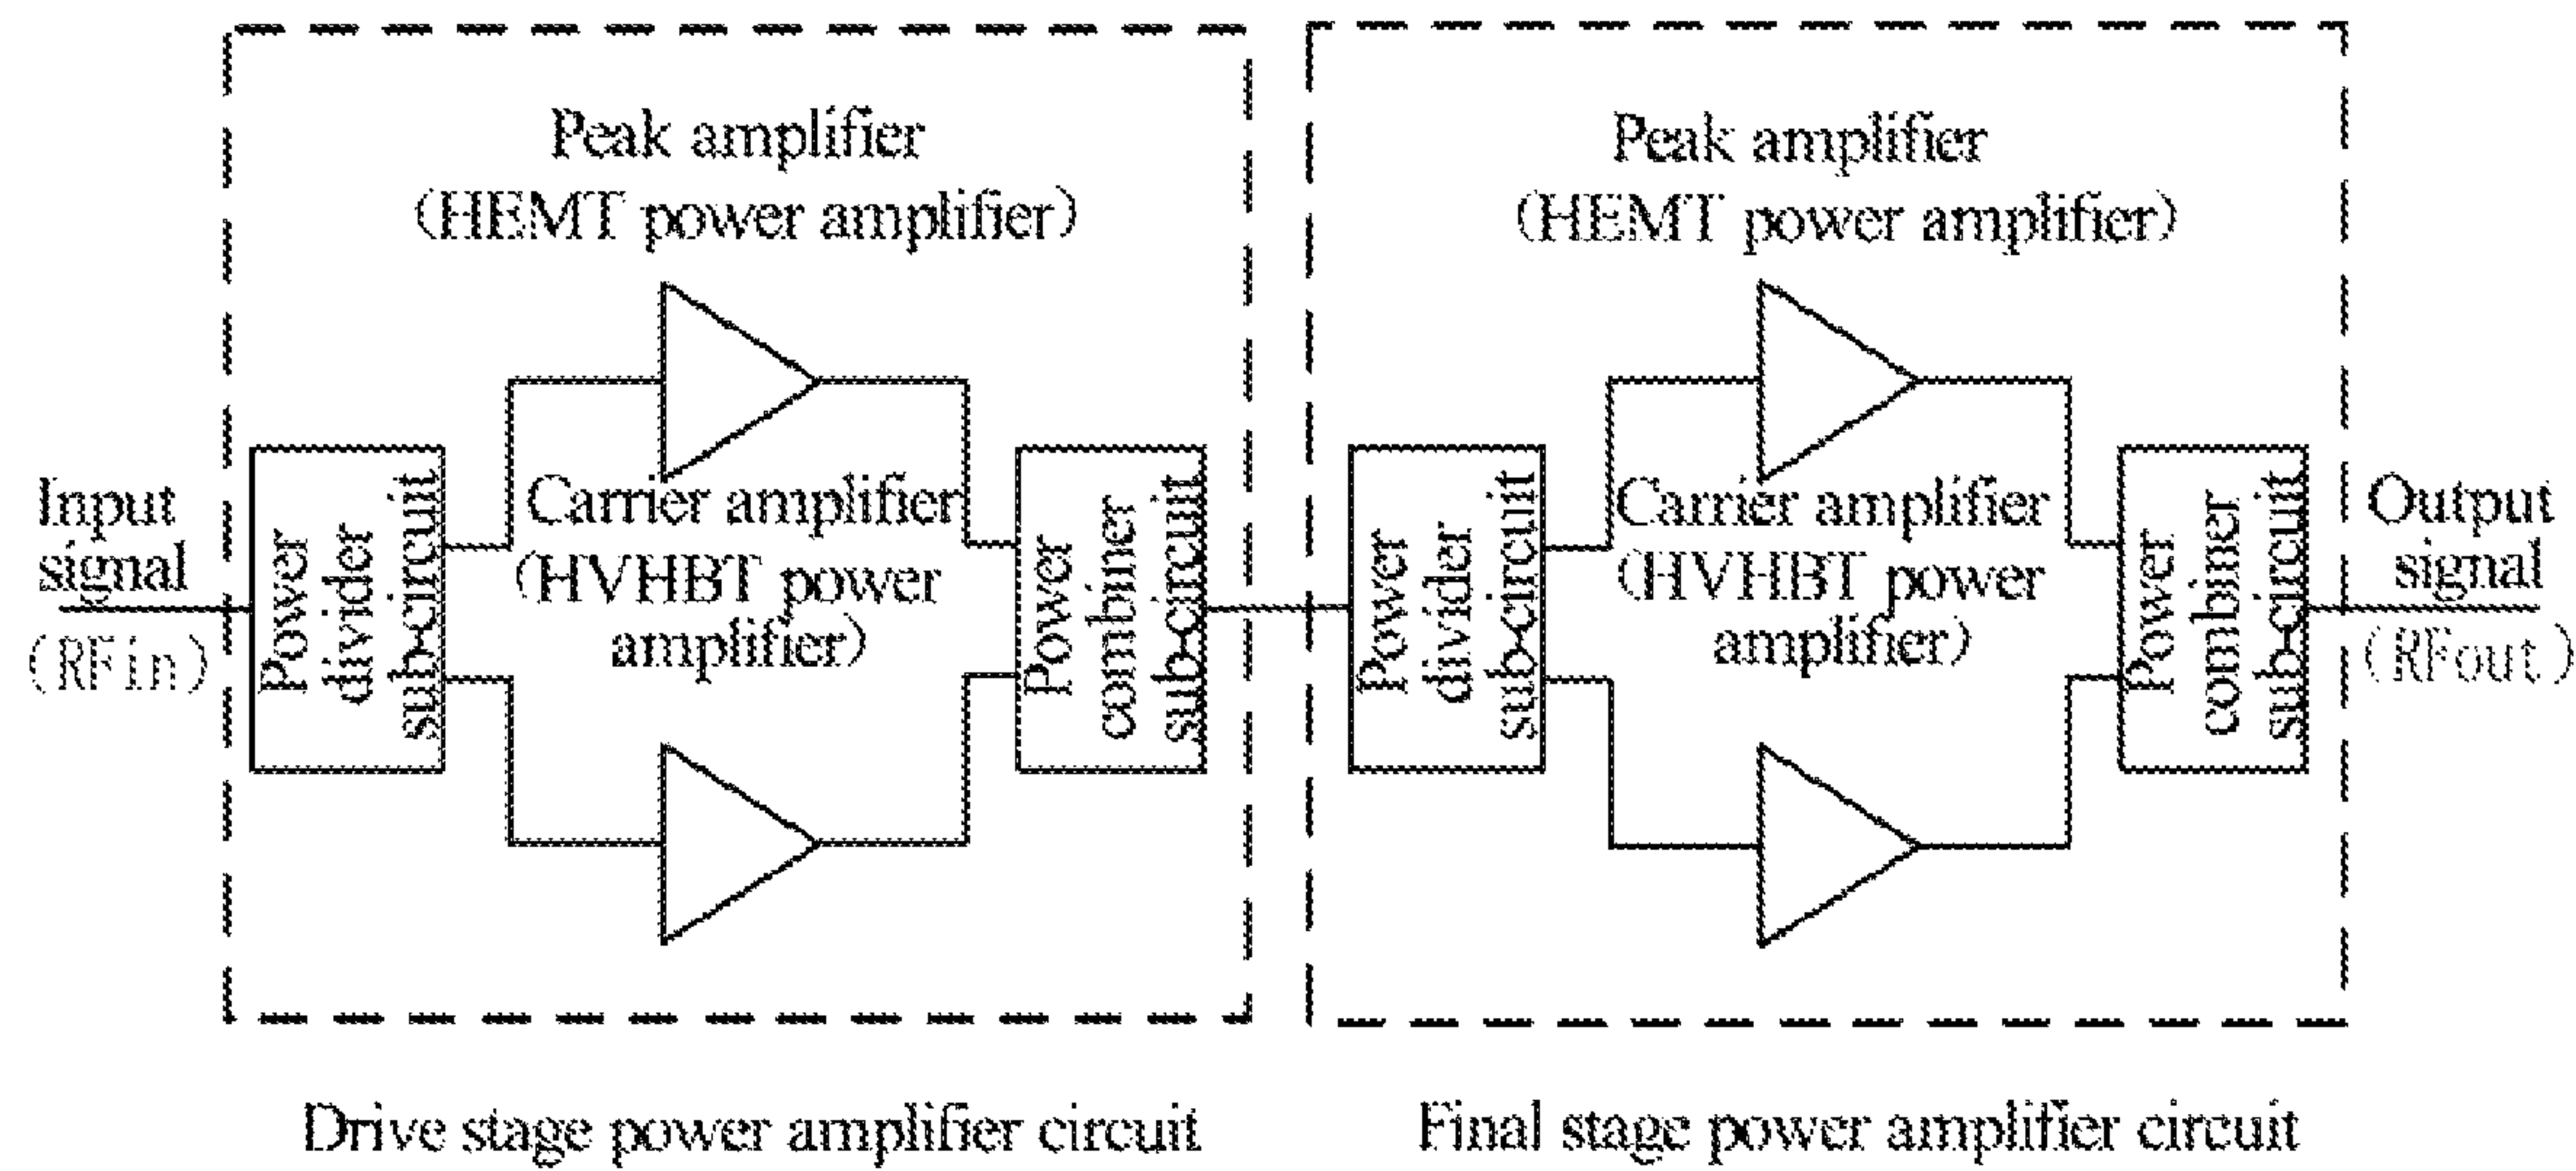 Peak amplifier
(HEMT power amplifier)
Peak amplifier
(HEMT power amplifier)
Input
signal
(RFin)
Power
divider
sub-circuit
Carrier amplifier
(HVHBT power
amplifier)
Power
combiner
sub-circuit
Power
divider
sub-circuit
Carrier amplifier
(HVHBT power
amplifier)
Power
combiner
sub-circuit
Output
signal
(RFout)
Drive stage power amplifier circuit
Final stage power amplifier circuit